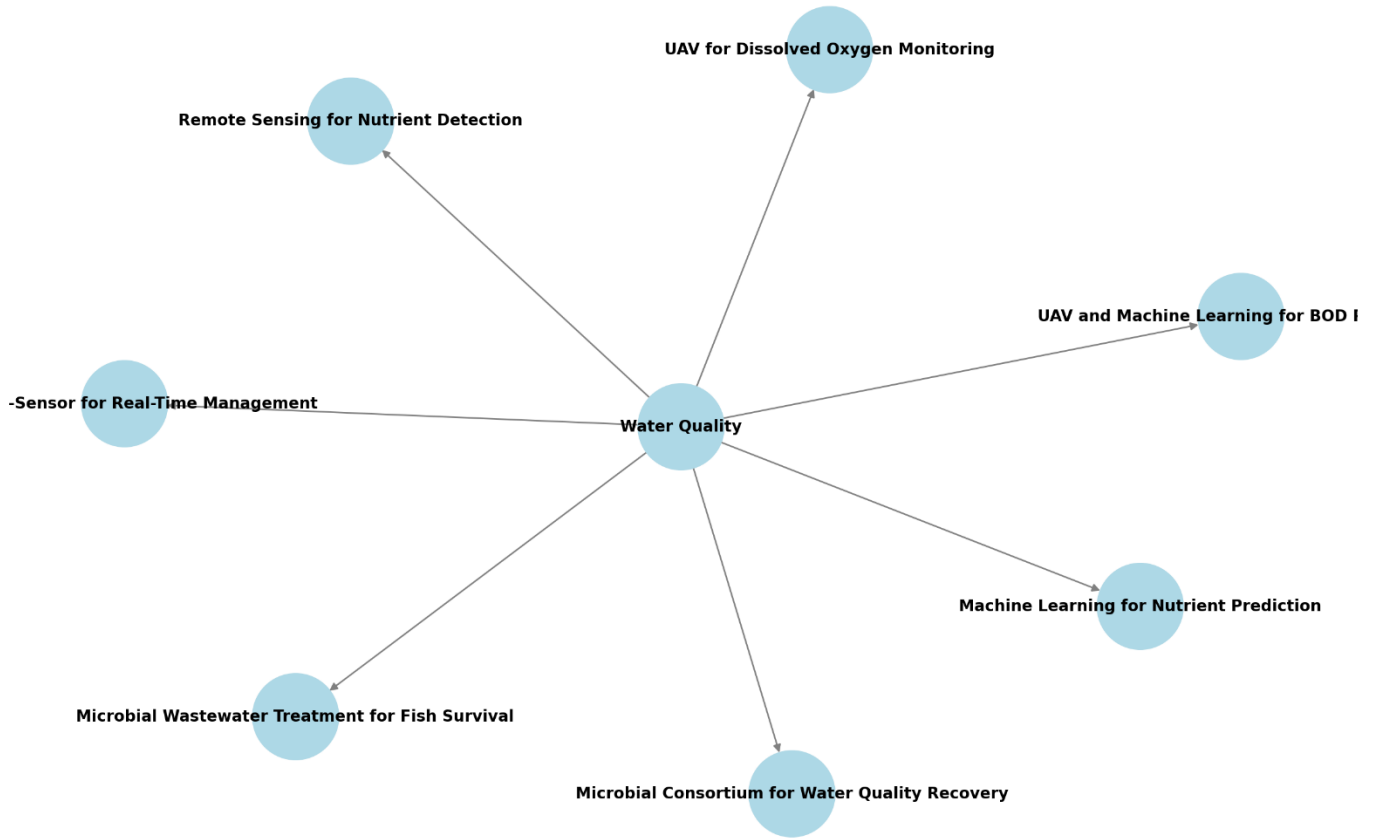 UAV for Dissolved Oxygen Monitoring
Remote Sensing for Nutrient Detection
UAV and Machine Learning for BOD
-Sensor for Real-Time Management
Water Quality
Machine Learning for Nutrient Prediction
Microbial Wastewater Treatment for Fish Survival
Microbial Consortium for Water Quality Recovery